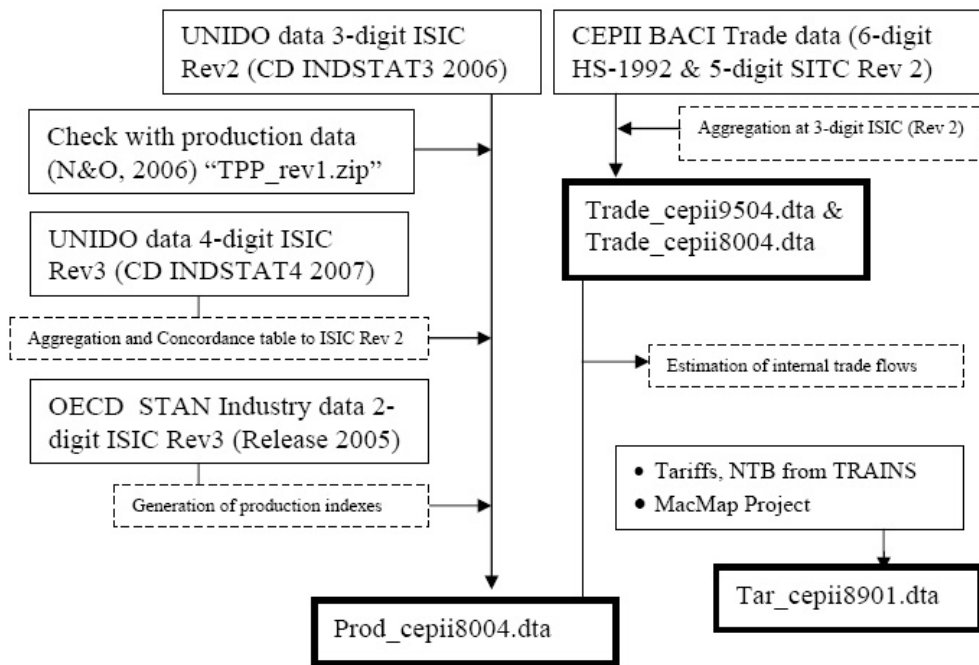 UNIDO data 3-digit ISIC
Rev2 (CD INDSTAT3 2006)
CEPII BACI Trade data (6-digit
HS-1992 & 5-digit SITC Rev 2)
Check with production data
(N&O, 2006) “TPP_rev1.zip”
Aggregation at 3-digit ISIC (Rev 2)
Trade_cepii9504.dta &
Trade_cepii8004.dta
UNIDO data 4-digit ISIC
Rev3 (CD INDSTAT4 2007)
Aggregation and Concordance table to ISIC Rev 2
Estimation of internal trade flows
OECD STAN Industry data 2-
digit ISIC Rev3 (Release 2005)
Generation of production indexes
• Tariffs, NTB from TRAINS
• MacMap Project
Prod_cepii8004.dta
Tar_cepii8901.dta